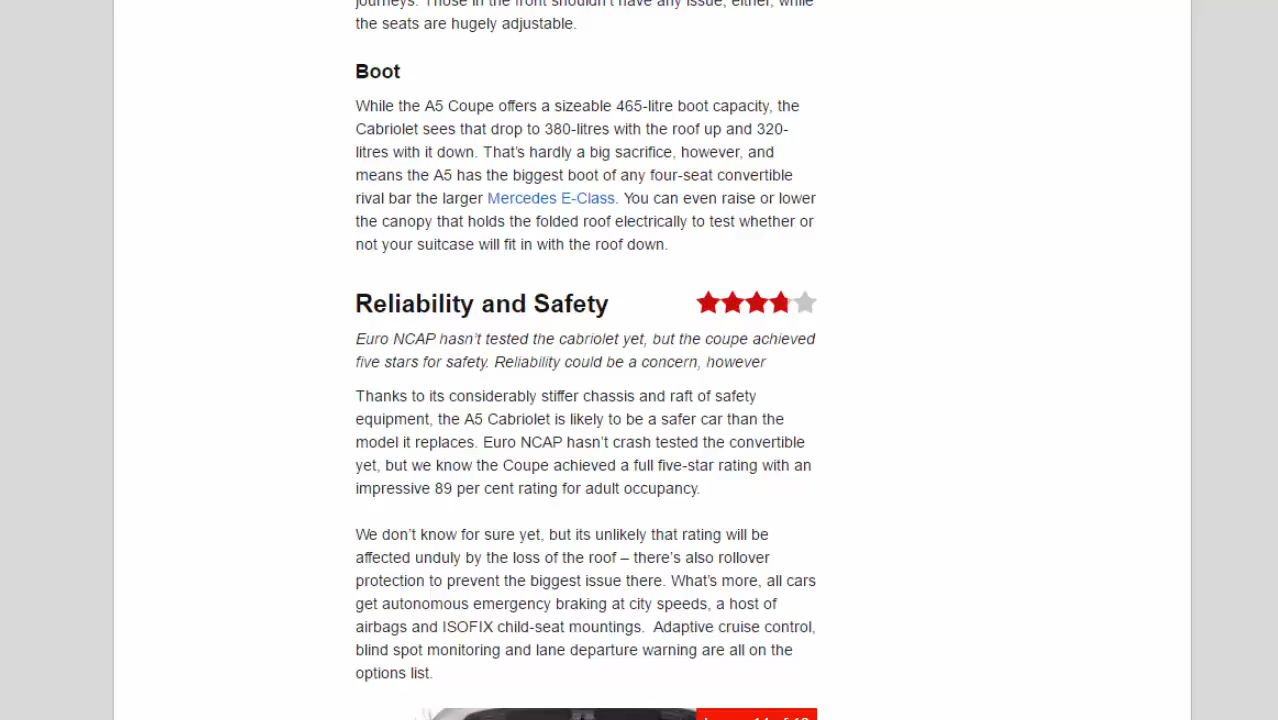 journeys. Those in the front shouldn't have any issue, either, while
the seats are hugely adjustable.
Boot
While the A5 Coupe offers a sizeable 465-litre boot capacity, the
Cabriolet sees that drop to 380-litres with the roof up and 320-
litres with it down. That's hardly a big sacrifice, however, and
means the A5 has the biggest boot of any four-seat convertible
rival bar the larger Mercedes E-Class. You can even raise or lower
the canopy that holds the folded roof electrically to test whether or
not your suitcase will fit in with the roof down.
Reliability and Safety
Euro NCAP hasn't tested the cabriolet yet, but the coupe achieved
five stars for safety. Reliability could be a concern, however
Thanks to its considerably stiffer chassis and raft of safety
equipment, the A5 Cabriolet is likely to be a safer car than the
model it replaces. Euro NCAP hasn't crash tested the convertible
yet, but we know the Coupe achieved a full five-star rating with an
impressive 89 per cent rating for adult occupancy.
We don't know for sure yet, but its unlikely that rating will be
affected unduly by the loss of the roof – there's also rollover
protection to prevent the biggest issue there. What's more, all cars
get autonomous emergency braking at city speeds, a host of
airbags and ISOFIX child-seat mountings.  Adaptive cruise control,
blind spot monitoring and lane departure warning are all on the
options list.